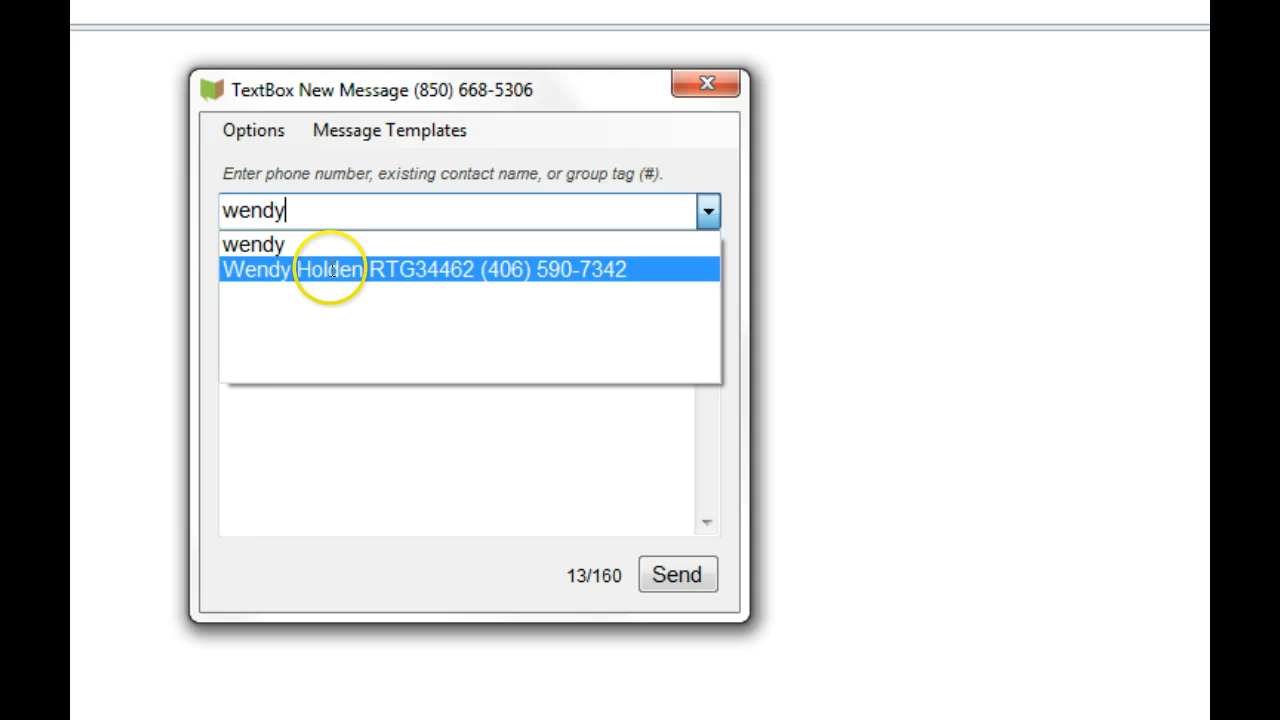 TextBox New Message (850) 668-5306
Options Message Templates
Enter phone number, existing contact name, or group tag (#).
wendy
wendy
Wendy Holden RTG34462 (406) 590-7342
13/160 Send